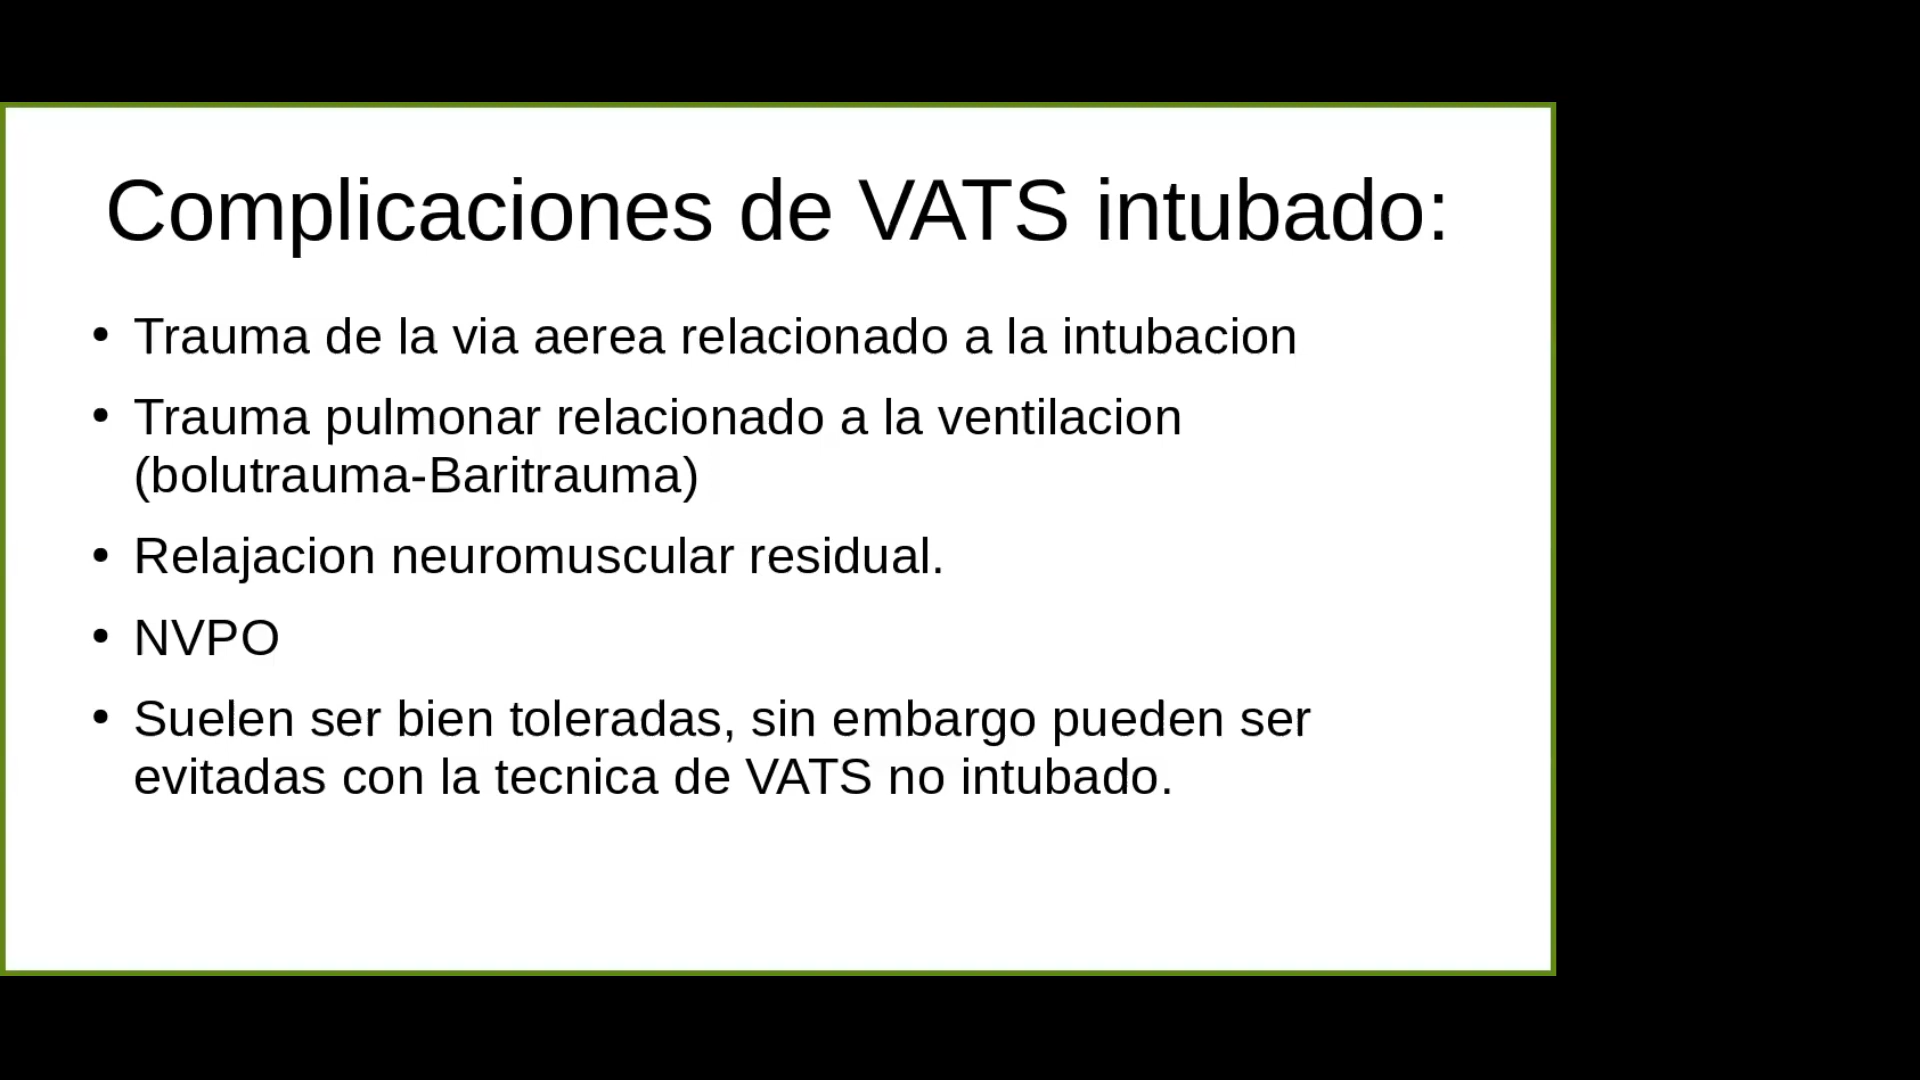 Complicaciones de VATS intubado:
• Trauma de la via aerea relacionado a la intubacion
• Trauma pulmonar relacionado a la ventilacion
(bolutrauma-Baritrauma)
• Relajacion neuromuscular residual.
• NVPO
• Suelen ser bien toleradas, sin embargo pueden ser
evitadas con la tecnica de VATS no intubado.